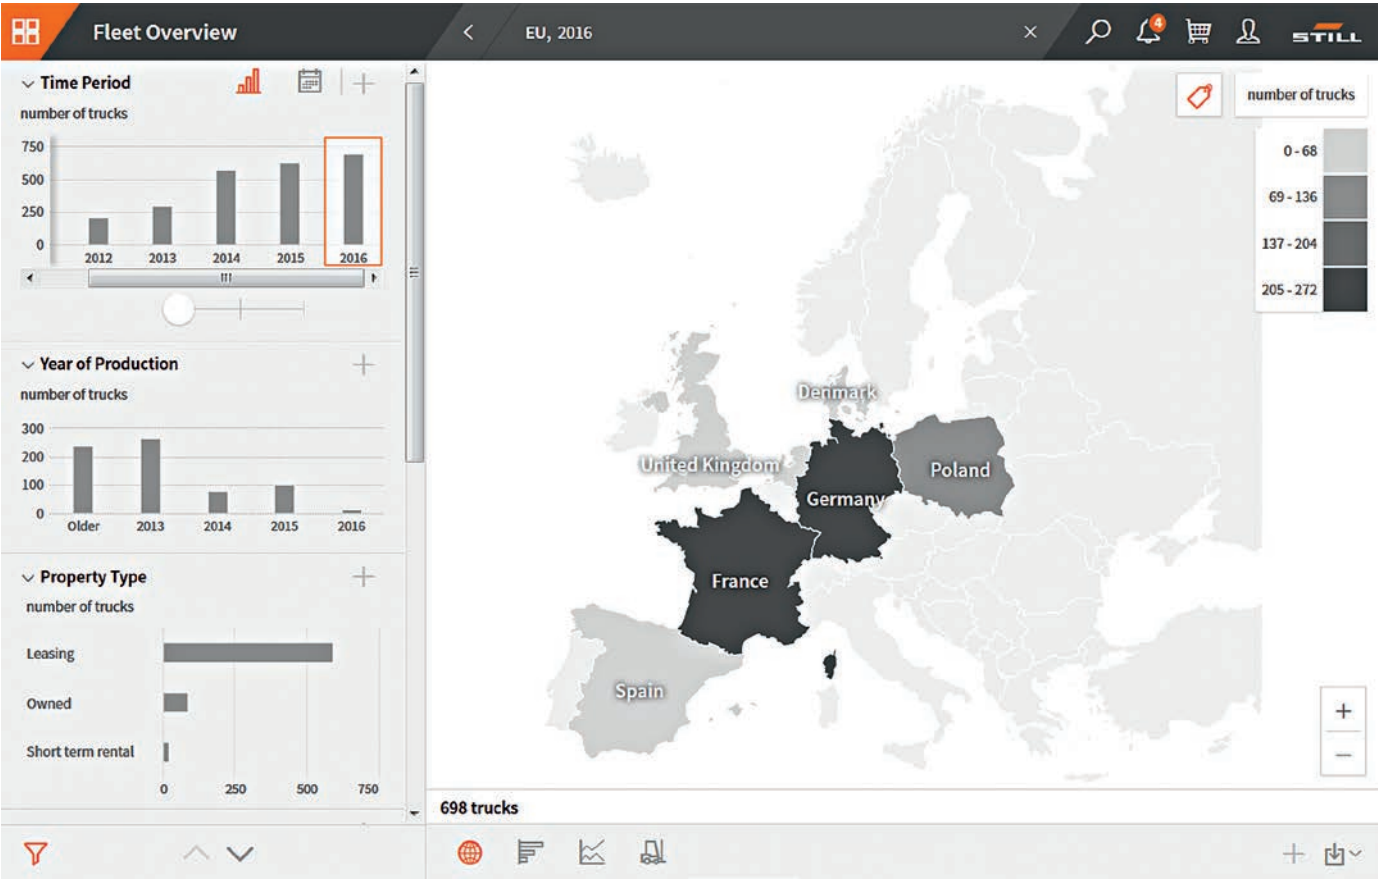 Fleet Overview
EU, 2016
4
STILL
Time Period
number of trucks
750
500
250
0
2012 2013 2014 2015 2016
Year of Production
number of trucks
300
200
100
0
Older 2013 2014 2015 2016
Property Type
number of trucks
Leasing
Owned
Short term rental
0 250 500 750
number of trucks
0 - 68
69 - 136
137 - 204
205 - 272
Denmark
United Kingdom
Poland
Germany
France
Spain
698 trucks